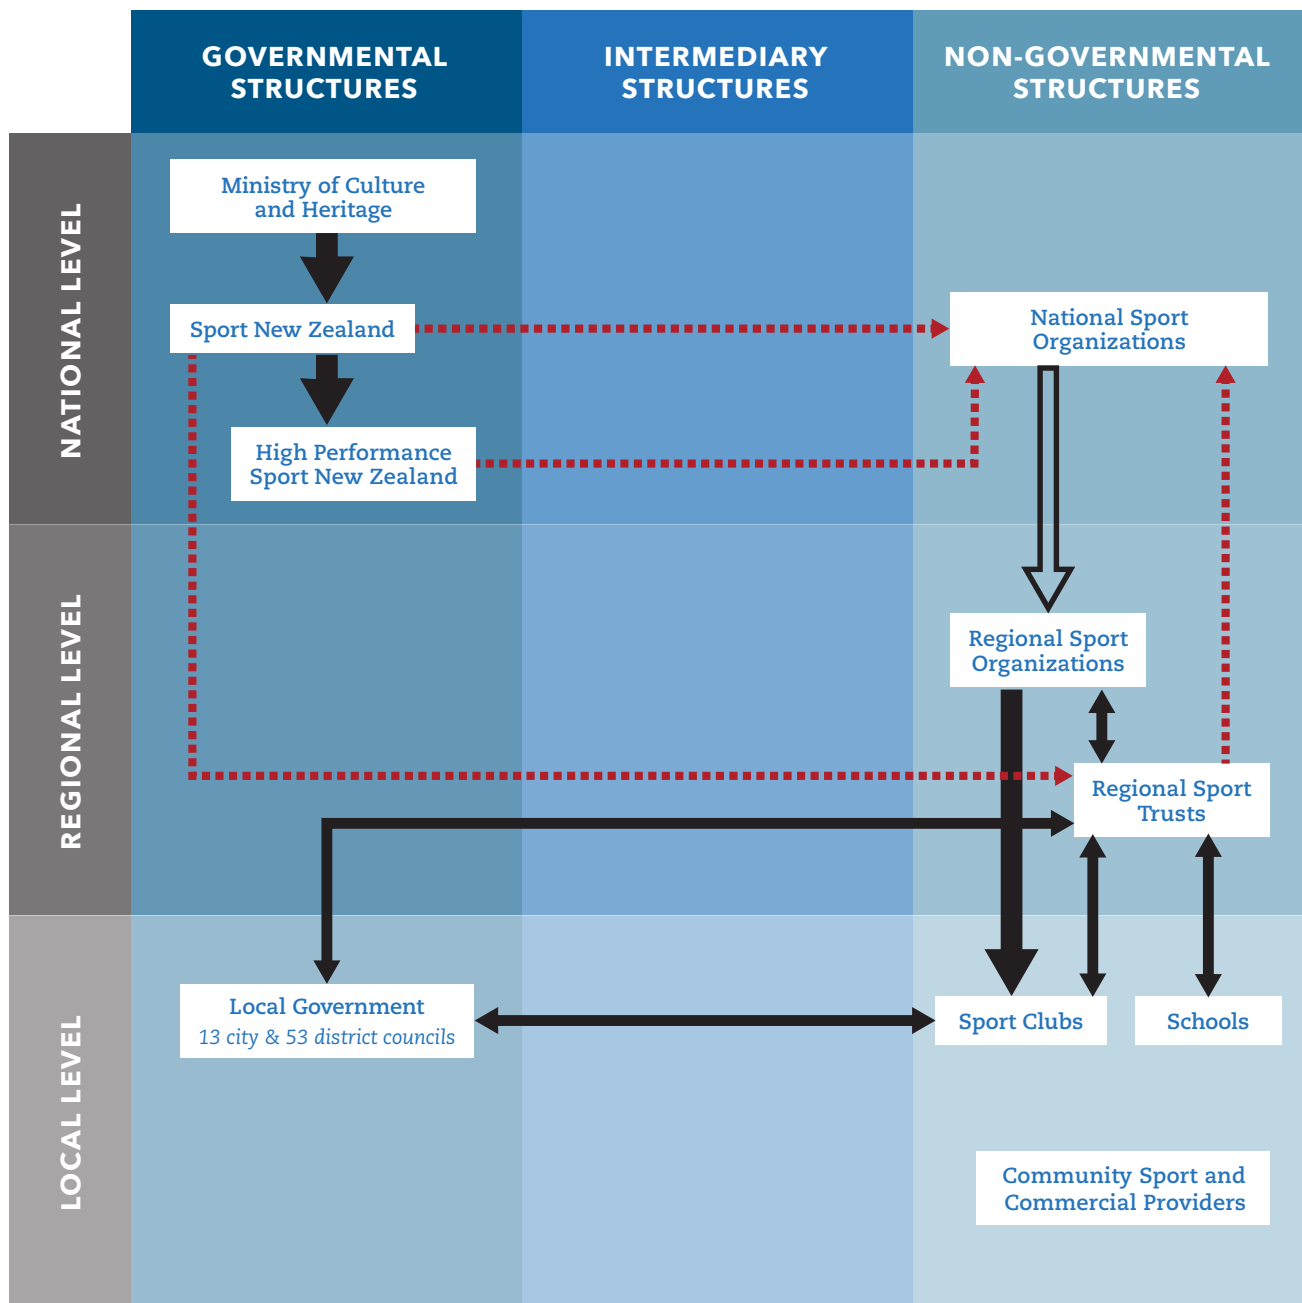 GOVERNMENTAL
STRUCTURES
INTERMEDIARY
STRUCTURES
NON-GOVERNMENTAL
STRUCTURES
NATIONAL LEVEL
Ministry of Culture
and Heritage
Sport New Zealand
High Performance
Sport New Zealand
National Sport
Organizations
REGIONAL LEVEL
Regional Sport
Organizations
Regional Sport
Trusts
LOCAL LEVEL
Local Government
13 city & 53 district councils
Sport Clubs
Schools
Community Sport and
Commercial Providers